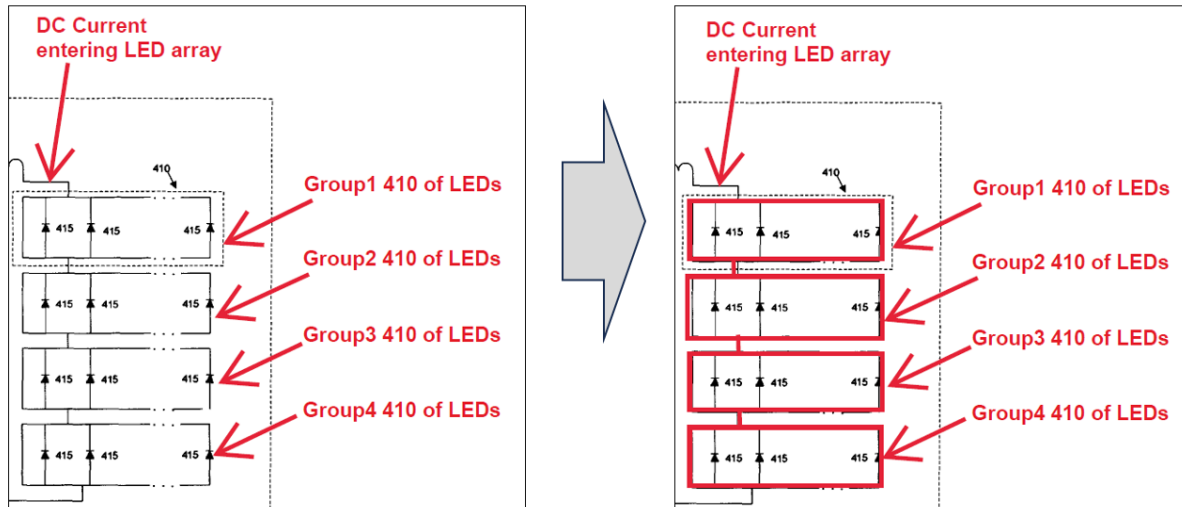 DC Current
entering LED array
410
Group1 410 of LEDs
415 415 415
Group2 410 of LEDs
415 415 415
Group3 410 of LEDs
415 415 415
Group4 410 of LEDs
415 415 415
DC Current
entering LED array
410
Group1 410 of LEDs
415 415 415
Group2 410 of LEDs
415 415 415
Group3 410 of LEDs
415 415 415
Group4 410 of LEDs
415 415 415